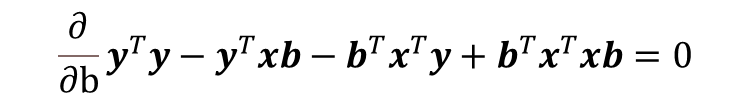 ∂/∂b yᵀy − yᵀxb − bᵀxᵀy + bᵀxᵀxb = 0